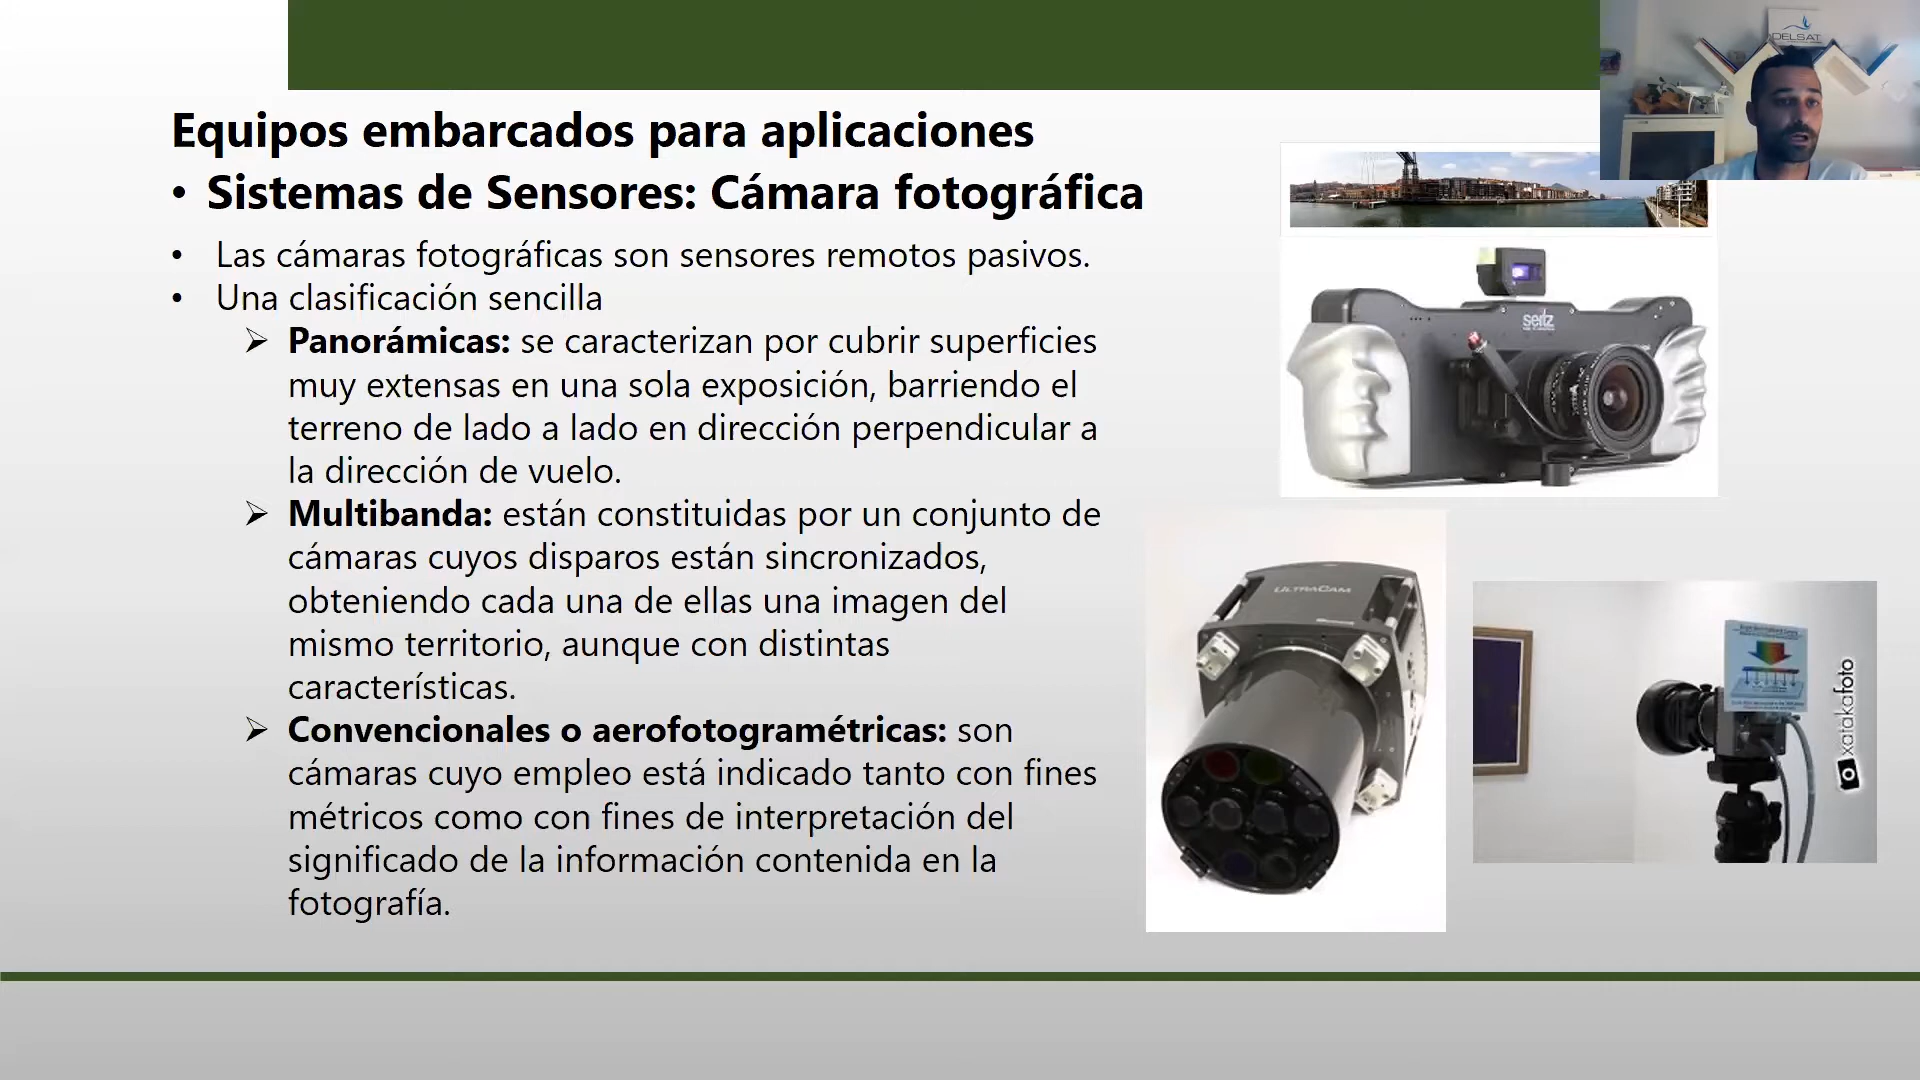 DELSAT
Equipos embarcados para aplicaciones
• Sistemas de Sensores: Cámara fotográfica
• Las cámaras fotográficas son sensores remotos pasivos.
• Una clasificación sencilla
➢ Panorámicas: se caracterizan por cubrir superficies
muy extensas en una sola exposición, barriendo el
terreno de lado a lado en dirección perpendicular a
la dirección de vuelo.
➢ Multibanda: están constituidas por un conjunto de
cámaras cuyos disparos están sincronizados,
obteniendo cada una de ellas una imagen del
mismo territorio, aunque con distintas
características.
➢ Convencionales o aerofotogramétricas: son
cámaras cuyo empleo está indicado tanto con fines
métricos como con fines de interpretación del
significado de la información contenida en la
fotografía.
seitz
ULTRACAM
xatakafoto